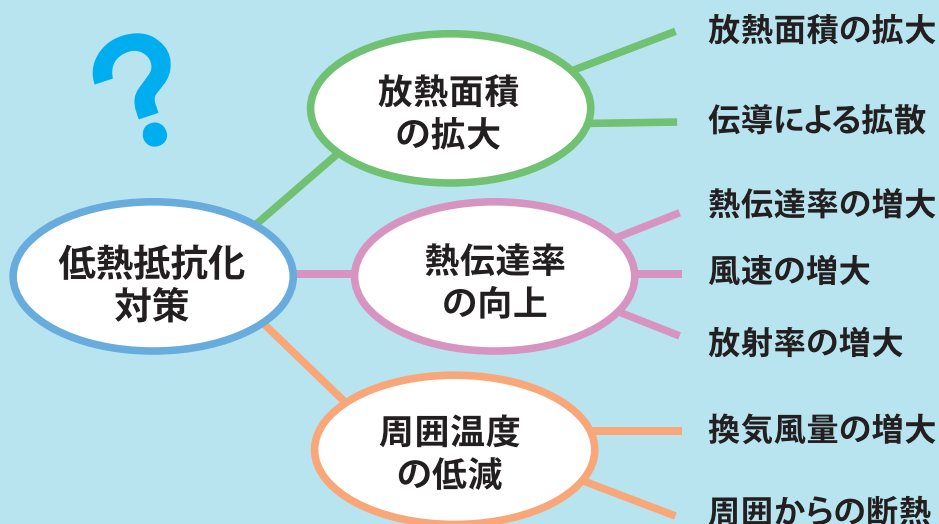 ?
低熱抵抗化
対策
放熱面積
の拡大
放熱面積の拡大
伝導による拡散
熱伝達率
の向上
熱伝達率の増大
風速の増大
放射率の増大
周囲温度
の低減
換気風量の増大
周囲からの断熱